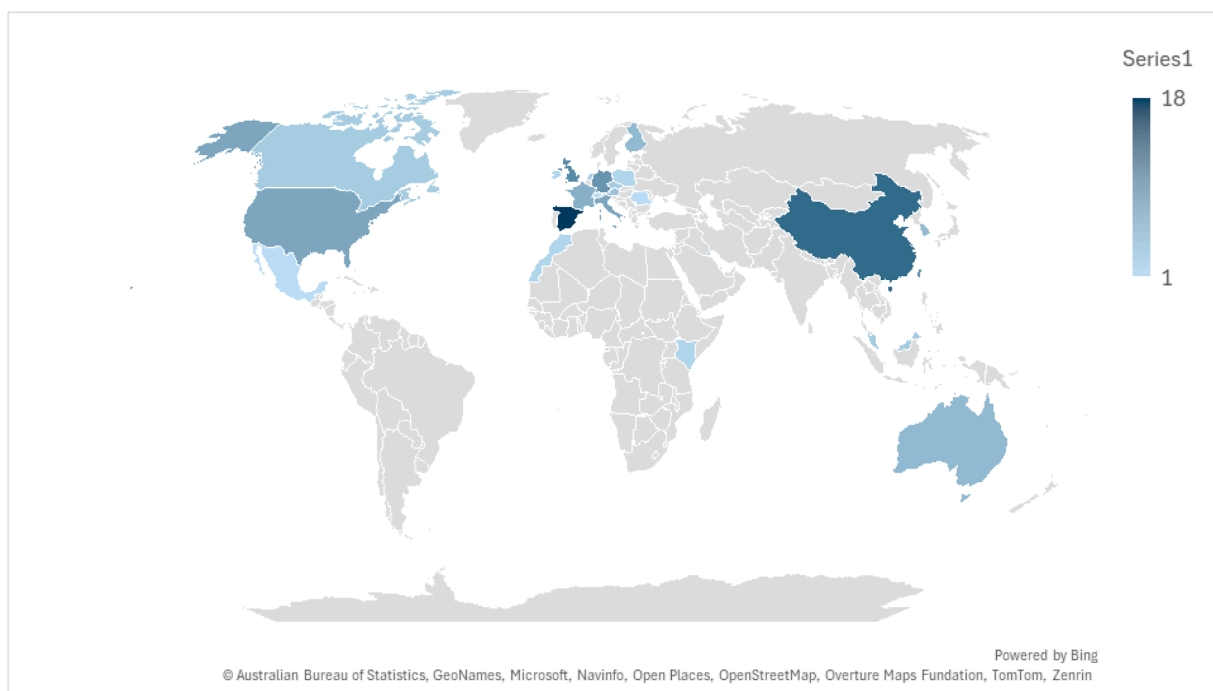 Series1
18
1
Powered by Bing
© Australian Bureau of Statistics, GeoNames, Microsoft, Navinfo, Open Places, OpenStreetMap, Overture Maps Fundation, TomTom, Zenrin